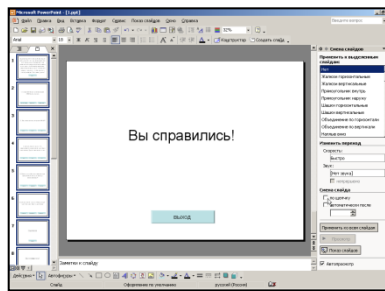 Microsoft PowerPoint - [1.ppt]
Файл Правка Вид Вставка Формат Сервис Показ слайдов Окно Справка
Arial
32%
Конструктор Создать слайд
Смена слайдов
Применить к выделенным слайдам:
Нет
Жалюзи горизонтальные
Жалюзи вертикальные
Прямоугольник внутрь
Прямоугольник наружу
Шашки горизонтальные
Шашки вертикальные
Объединение по горизонтали
Объединение по вертикали
Изменить переход
Скорость:
Быстро
Звук:
[Нет звука]
непрерывно
Смена слайда
по щелчку
автоматически после
Применить ко всем слайдам
Показ слайдов
Автопросмотр
Вы справились!
выход
Заметки к слайду
Действия Автофигуры
Слайд
Оформление по умолчанию
русский (Россия)